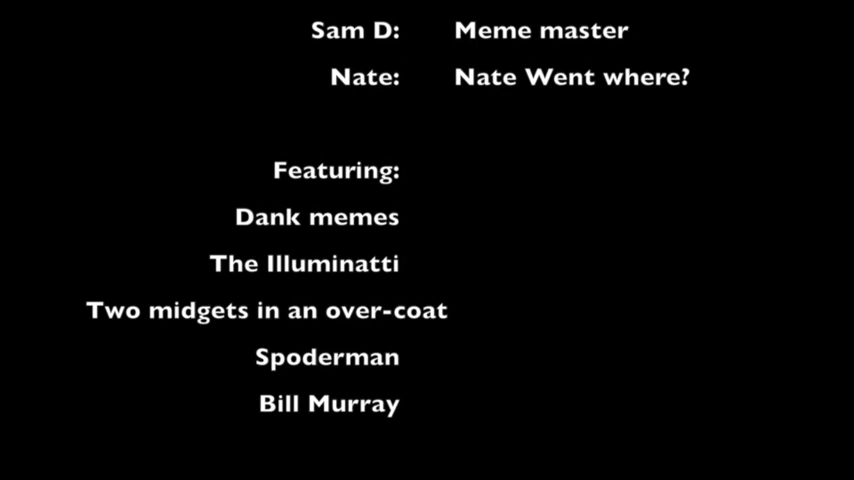 Sam D: Meme master
Nate: Nate Went where?
Featuring:
Dank memes
The Illuminatti
Two midgets in an over-coat
Spoderman
Bill Murray